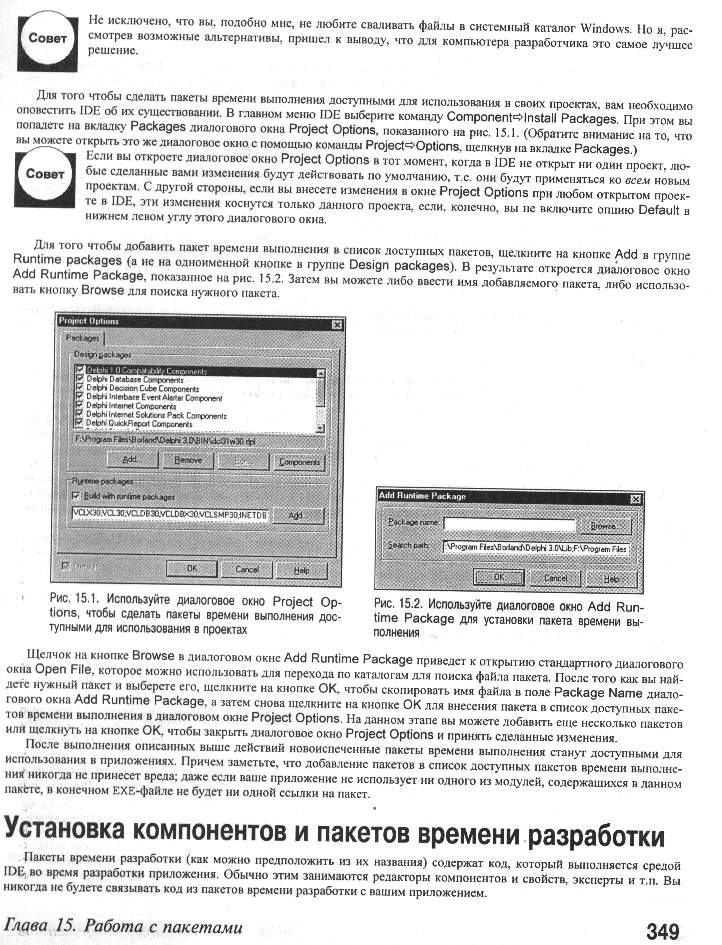 Совет
Не исключено, что вы, подобно мне, не любите сваливать файлы в системный каталог Windows. Но я, рас-
смотрев возможные альтернативы, пришел к выводу, что для компьютера разработчика это самое лучшее
решение.
Для того чтобы сделать пакеты времени выполнения доступными для использования в своих проектах, вам необходимо
оповестить IDE об их существовании. В главном меню IDE выберите команду Component⇨Install Packages. При этом вы
попадете на вкладку Packages диалогового окна Project Options, показанного на рис. 15.1. (Обратите внимание на то, что
вы можете открыть это же диалоговое окно с помощью команды Project⇨Options, щелкнув на вкладке Packages.)
Совет
Если вы откроете диалоговое окно Project Options в тот момент, когда в IDE не открыт ни один проект, лю-
бые сделанные вами изменения будут действовать по умолчанию, т.е. они будут применяться ко всем новым
проектам. С другой стороны, если вы внесете изменения в окне Project Options при любом открытом проек-
те в IDE, эти изменения коснутся только данного проекта, если, конечно, вы не включите опцию Default в
нижнем левом углу этого диалогового окна.
Для того чтобы добавить пакет времени выполнения в список доступных пакетов, щелкните на кнопке Add в группе
Runtime packages (а не на одноименной кнопке в группе Design packages). В результате откроется диалоговое окно
Add Runtime Package, показанное на рис. 15.2. Затем вы можете либо ввести имя добавляемого пакета, либо использо-
вать кнопку Browse для поиска нужного пакета.
Project Options
Packages
Design packages
Delphi 1.0 Compatability Components
Delphi Database Components
Delphi Decision Cube Components
Delphi Interbase Event Alerter Component
Delphi Internet Components
Delphi Internet Solutions Pack Components
Delphi QuickReport Components
F:\Program Files\Borland\Delphi 3.0\BIN\dclI31w30.dpl
Add...
Remove
Edit...
Components
Runtime packages
Build with runtime packages
VCLX30;VCL30;VCLDB30;VCLDBX30;VCLSMP30;INETDB
Add...
Default
OK
Cancel
Help
Рис. 15.1. Используйте диалоговое окно Project Op-
tions, чтобы сделать пакеты времени выполнения дос-
тупными для использования в проектах
Add Runtime Package
Package name:
Browse...
Search path:
F:\Program Files\Borland\Delphi 3.0\Lib;F:\Program Files
OK
Cancel
Help
Рис. 15.2. Используйте диалоговое окно Add Run-
time Package для установки пакета времени вы-
полнения
Щелчок на кнопке Browse в диалоговом окне Add Runtime Package приведет к открытию стандартного диалогового
окна Open File, которое можно использовать для перехода по каталогам для поиска файла пакета. После того как вы най-
дете нужный пакет и выберете его, щелкните на кнопке OK, чтобы скопировать имя файла в поле Package Name диало-
гового окна Add Runtime Package, а затем снова щелкните на кнопке OK для внесения пакета в список доступных паке-
тов времени выполнения в диалоговом окне Project Options. На данном этапе вы можете добавить еще несколько пакетов
или щелкнуть на кнопке OK, чтобы закрыть диалоговое окно Project Options и принять сделанные изменения.
После выполнения описанных выше действий новоиспеченные пакеты времени выполнения станут доступными для
использования в приложениях. Причем заметьте, что добавление пакетов в список доступных пакетов времени выполне-
ния никогда не принесет вреда; даже если ваше приложение не использует ни одного из модулей, содержащихся в данном
пакете, в конечном EXE-файле не будет ни одной ссылки на пакет.
Установка компонентов и пакетов времени разработки
Пакеты времени разработки (как можно предположить из их названия) содержат код, который выполняется средой
IDE во время разработки приложения. Обычно этим занимаются редакторы компонентов и свойств, эксперты и т.п. Вы
никогда не будете связывать код из пакетов времени разработки с вашим приложением.
Глава 15. Работа с пакетами
349